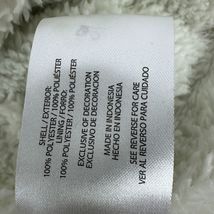 SHELL / EXTERIOR:
100% POLYESTER / 100% POLIÉSTER
LINING / FORRO:
100% POLYESTER / 100% POLIÉSTER
EXCLUSIVE OF DECORATION
EXCLUSIVO DE DECORACIÓN
MADE IN INDONESIA
HECHO EN INDONESIA
SEE REVERSE FOR CARE
VER AL REVERSO PARA CUIDADO